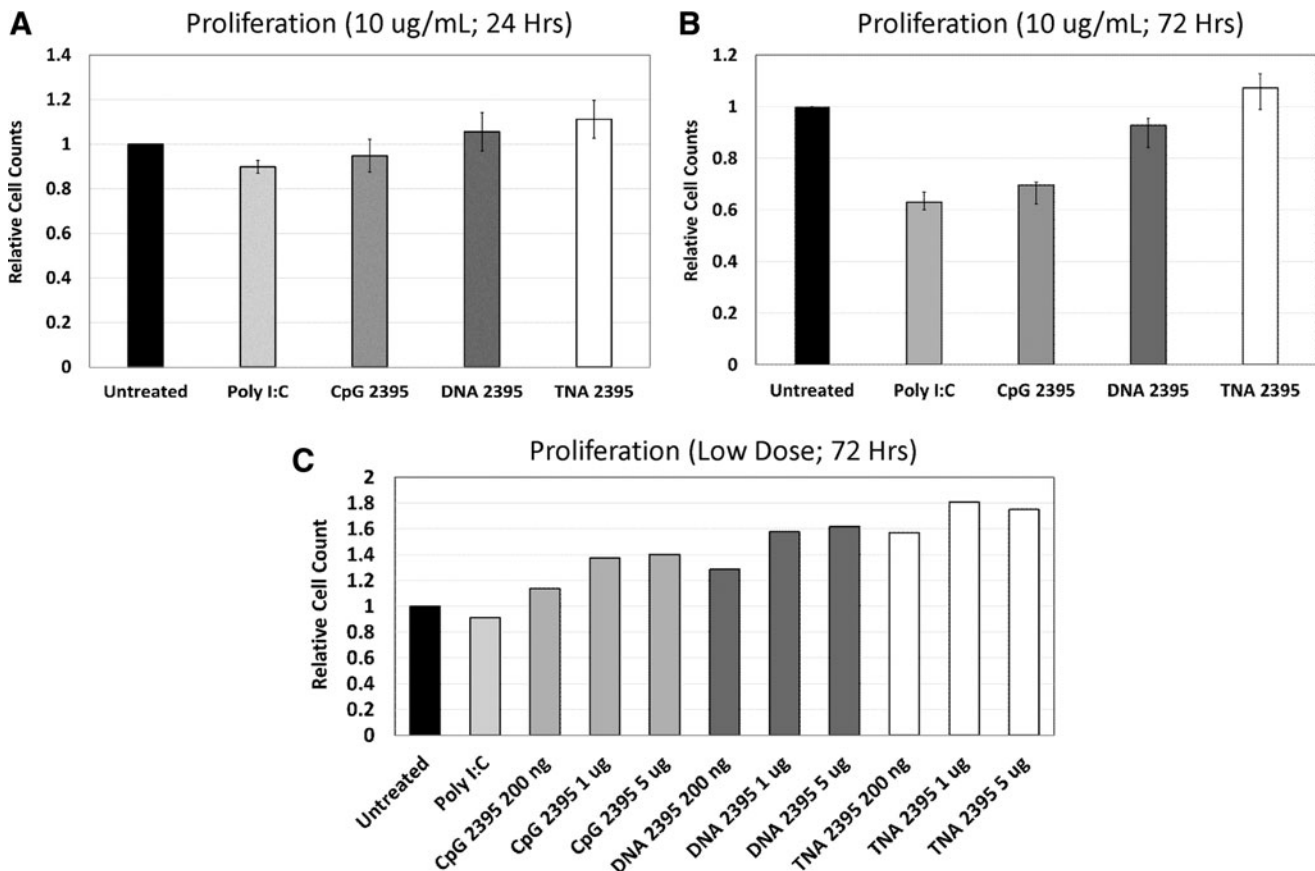 A
Proliferation (10 ug/mL; 24 Hrs)
Relative Cell Counts
1.4
1.2
1
0.8
0.6
0.4
0.2
0
Untreated Poly I:C CpG 2395 DNA 2395 TNA 2395
B
Proliferation (10 ug/mL; 72 Hrs)
Relative Cell Counts
1.2
1
0.8
0.6
0.4
0.2
0
Untreated Poly I:C CpG 2395 DNA 2395 TNA 2395
C
Proliferation (Low Dose; 72 Hrs)
Relative Cell Count
2
1.8
1.6
1.4
1.2
1
0.8
0.6
0.4
0.2
0
Untreated
Poly I:C
CpG 2395 200 ng
CpG 2395 1 ug
CpG 2395 5 ug
DNA 2395 200 ng
DNA 2395 1 ug
DNA 2395 5 ug
TNA 2395 200 ng
TNA 2395 1 ug
TNA 2395 5 ug